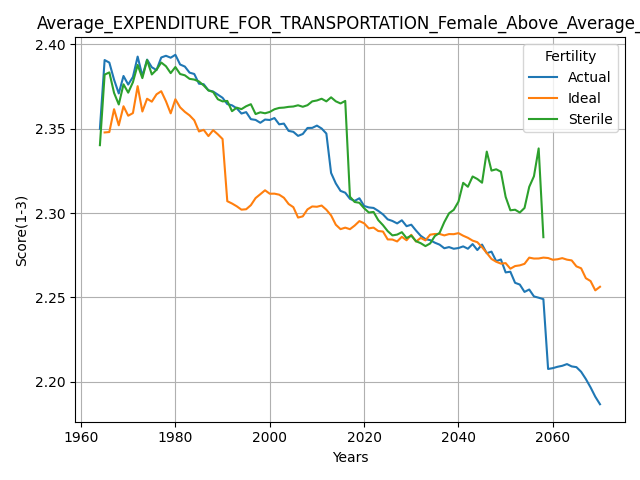 Average_EXPENDITURE_FOR_TRANSPORTATION_Female_Above_Average_
2.40
2.35
2.30
2.25
2.20
Score(1-3)
Fertility
Actual
Ideal
Sterile
1960
1980
2000
2020
2040
2060
Years